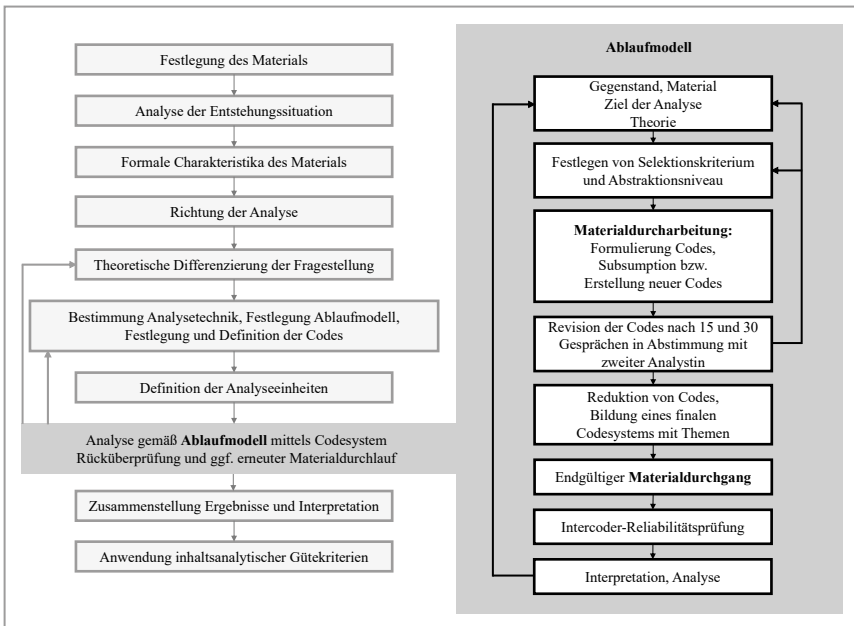 Festlegung des Materials
Analyse der Entstehungssituation
Formale Charakteristika des Materials
Richtung der Analyse
Theoretische Differenzierung der Fragestellung
Bestimmung Analysetechnik, Festlegung Ablaufmodell,
Festlegung und Definition der Codes
Definition der Analyseeinheiten
Analyse gemäß Ablaufmodell mittels Codesystem
Rücküberprüfung und ggf. erneuter Materialdurchlauf
Zusammenstellung Ergebnisse und Interpretation
Anwendung inhaltsanalytischer Gütekriterien
Ablaufmodell
Gegenstand, Material
Ziel der Analyse
Theorie
Festlegen von Selektionskriterium
und Abstraktionsniveau
Materialdurcharbeitung:
Formulierung Codes,
Subsumption bzw.
Erstellung neuer Codes
Revision der Codes nach 15 und 30
Gesprächen in Abstimmung mit
zweiter Analystin
Reduktion von Codes,
Bildung eines finalen
Codesystems mit Themen
Endgültiger Materialdurchgang
Intercoder-Reliabilitätsprüfung
Interpretation, Analyse